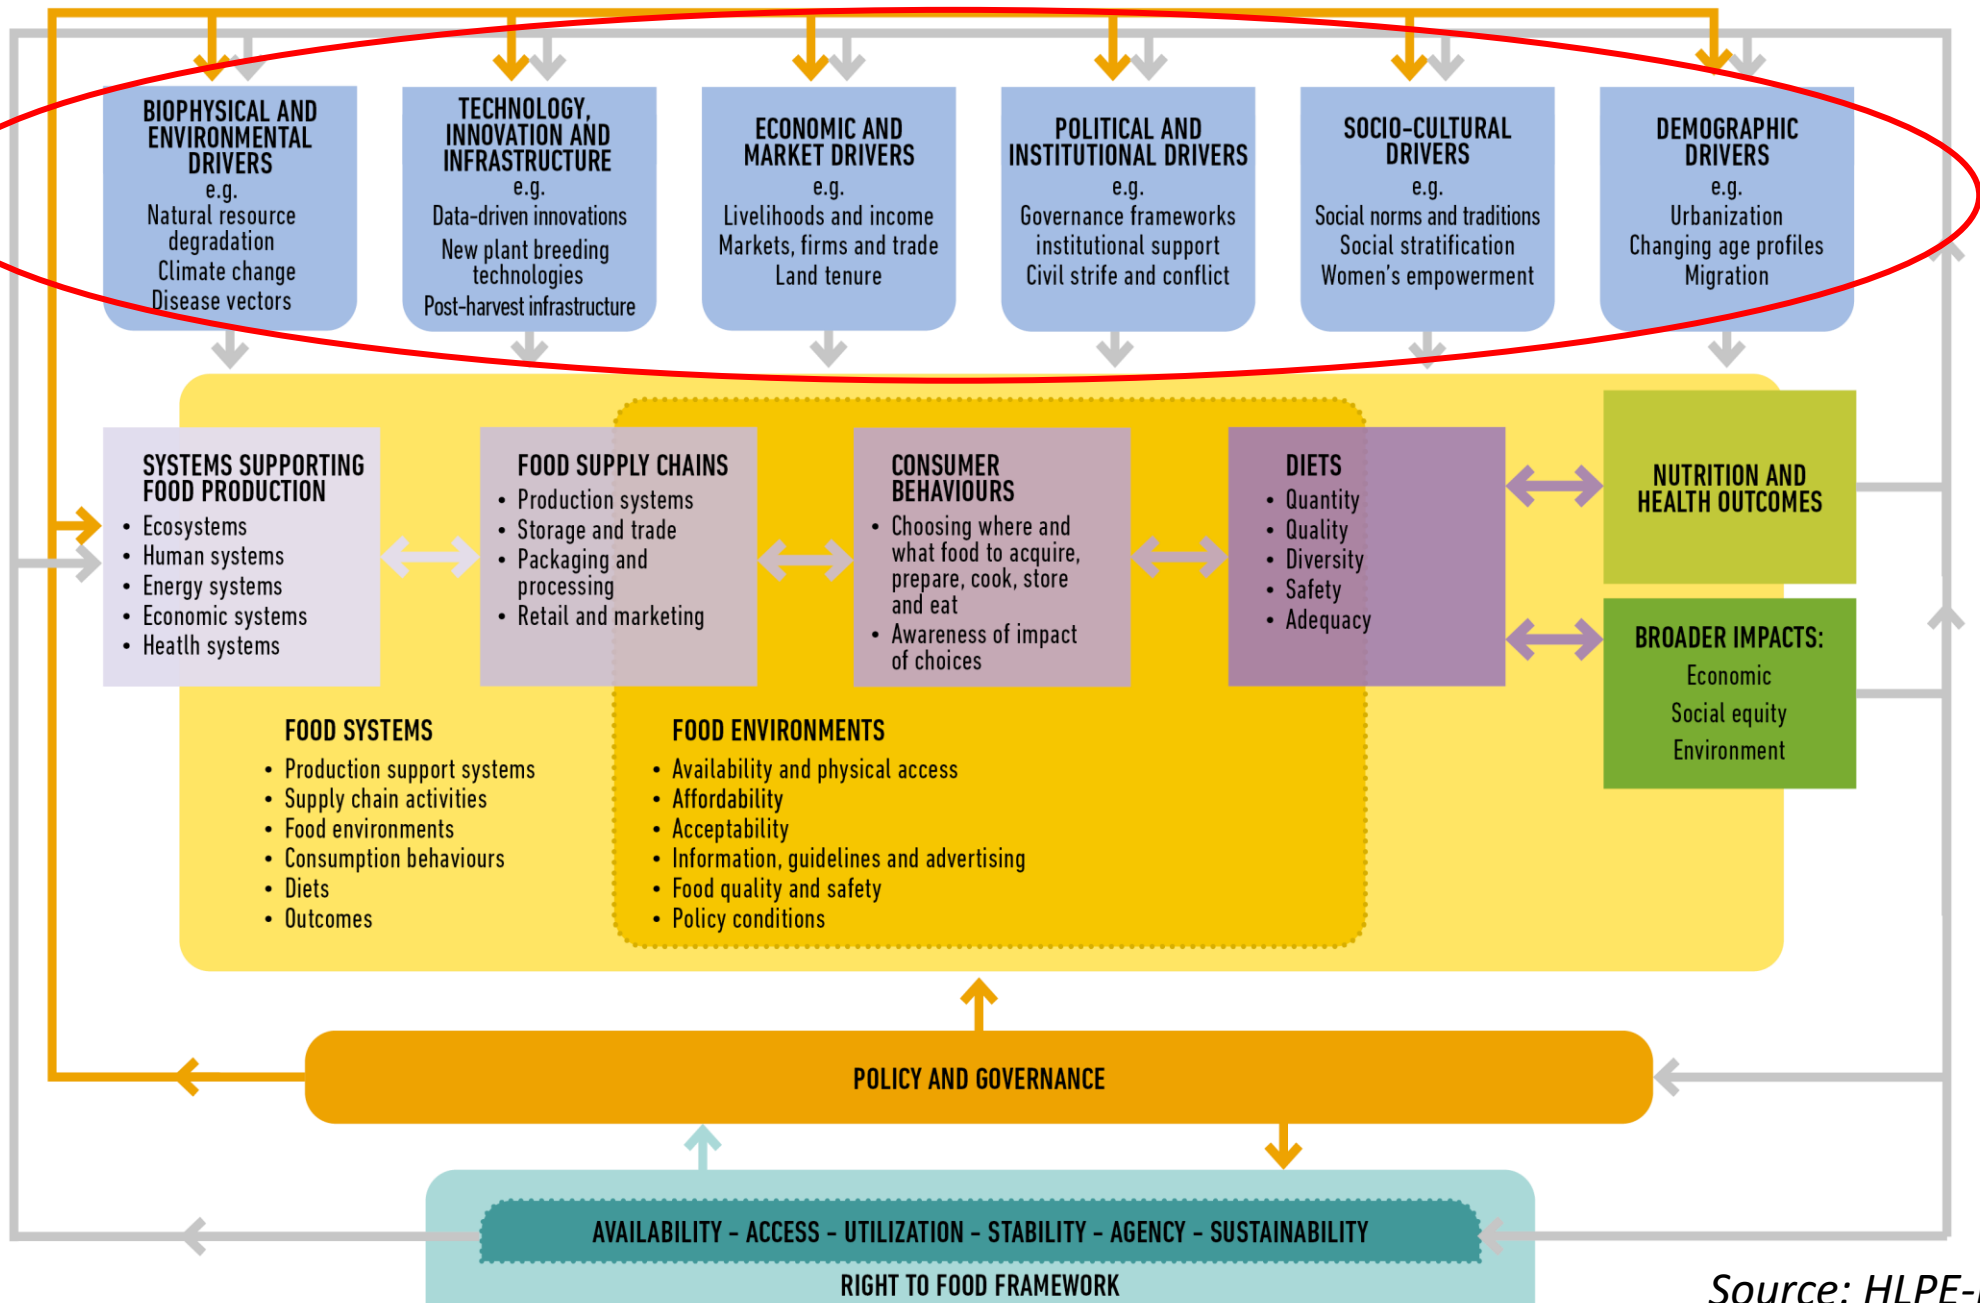 BIOPHYSICAL AND
ENVIRONMENTAL
DRIVERS
e.g.
Natural resource
degradation
Climate change
Disease vectors
TECHNOLOGY,
INNOVATION AND
INFRASTRUCTURE
e.g.
Data-driven innovations
New plant breeding
technologies
Post-harvest infrastructure
ECONOMIC AND
MARKET DRIVERS
e.g.
Livelihoods and income
Markets, firms and trade
Land tenure
POLITICAL AND
INSTITUTIONAL DRIVERS
e.g.
Governance frameworks
institutional support
Civil strife and conflict
SOCIO-CULTURAL
DRIVERS
e.g.
Social norms and traditions
Social stratification
Women's empowerment
DEMOGRAPHIC
DRIVERS
e.g.
Urbanization
Changing age profiles
Migration
SYSTEMS SUPPORTING
FOOD PRODUCTION
• Ecosystems
• Human systems
• Energy systems
• Economic systems
• Heatlh systems
FOOD SUPPLY CHAINS
• Production systems
• Storage and trade
• Packaging and
processing
• Retail and marketing
CONSUMER
BEHAVIOURS
• Choosing where and
what food to acquire,
prepare, cook, store
and eat
• Awareness of impact
of choices
DIETS
• Quantity
• Quality
• Diversity
• Safety
• Adequacy
NUTRITION AND
HEALTH OUTCOMES
BROADER IMPACTS:
Economic
Social equity
Environment
FOOD SYSTEMS
• Production support systems
• Supply chain activities
• Food environments
• Consumption behaviours
• Diets
• Outcomes
FOOD ENVIRONMENTS
• Availability and physical access
• Affordability
• Acceptability
• Information, guidelines and advertising
• Food quality and safety
• Policy conditions
POLICY AND GOVERNANCE
AVAILABILITY - ACCESS - UTILIZATION - STABILITY - AGENCY - SUSTAINABILITY
RIGHT TO FOOD FRAMEWORK
Source: HLPE-